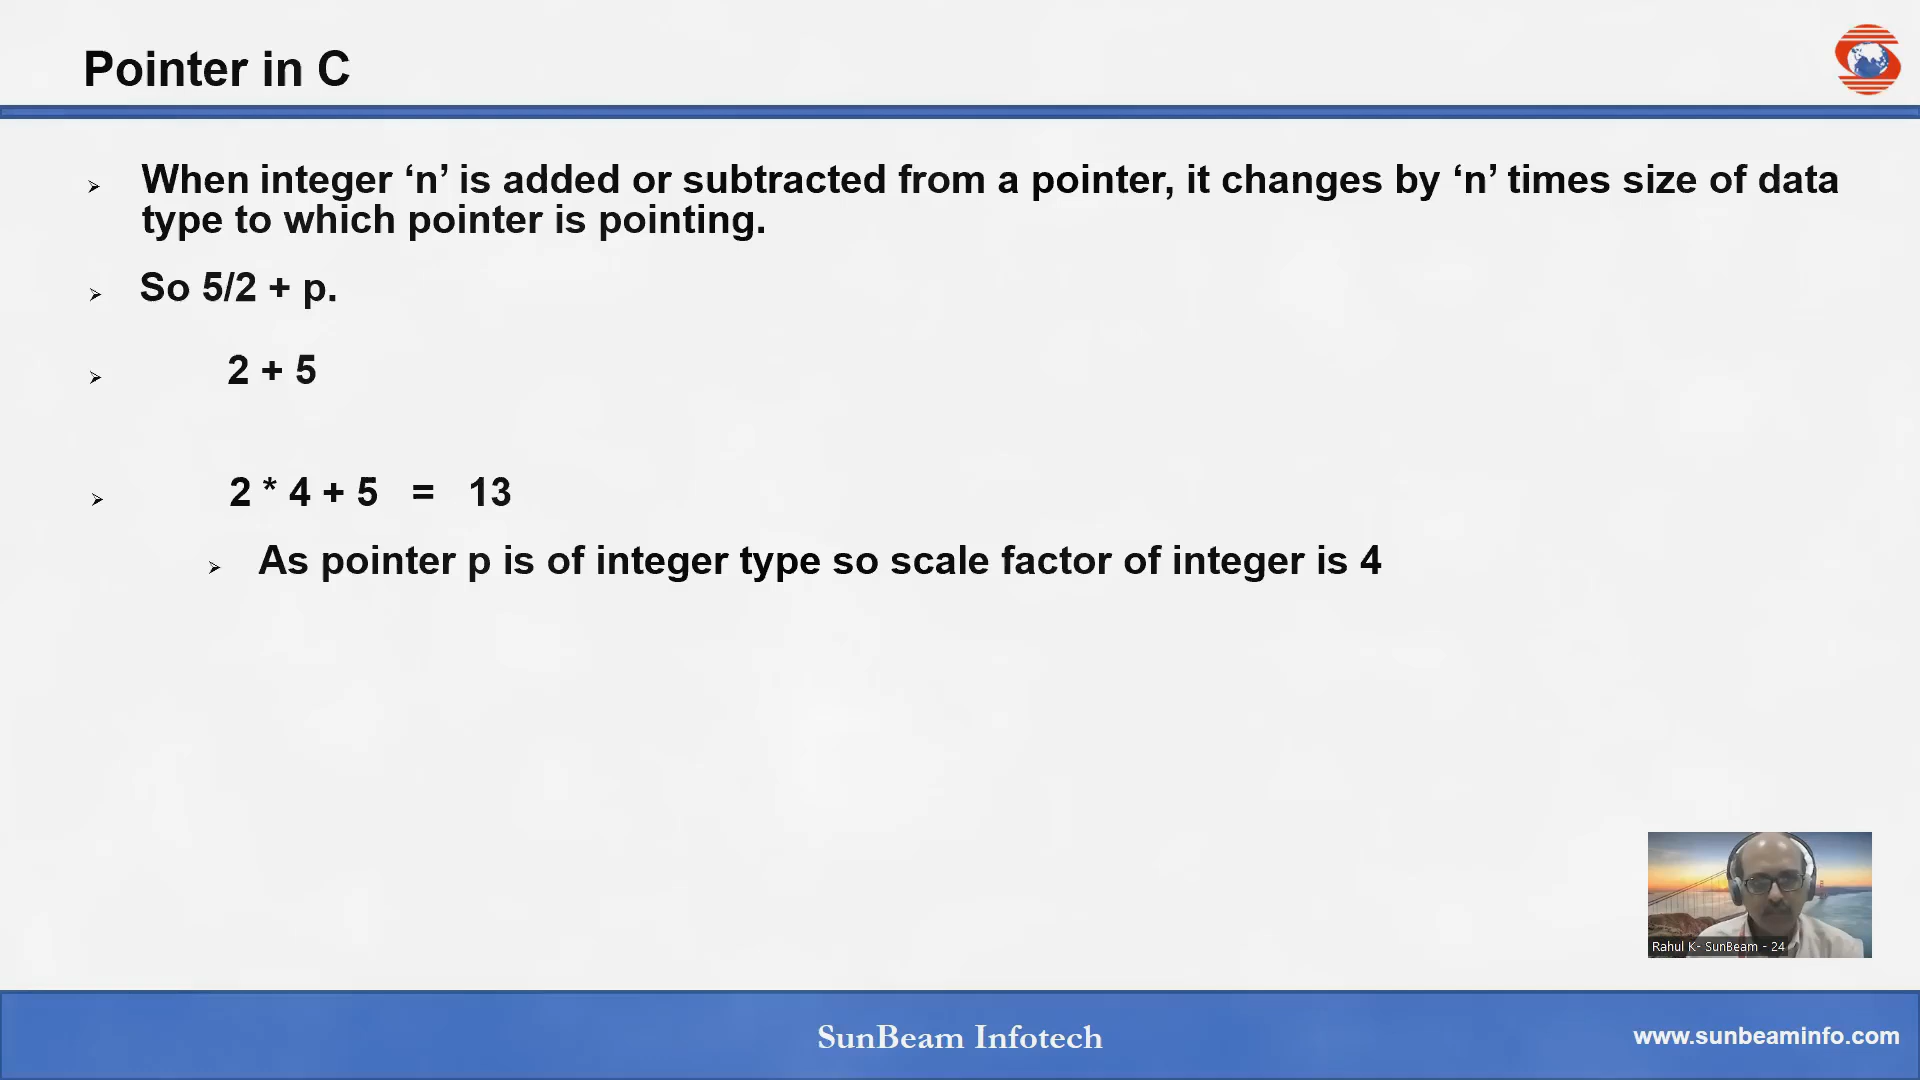 Pointer in C
When integer ‘n’ is added or subtracted from a pointer, it changes by ‘n’ times size of data
type to which pointer is pointing.
So 5/2 + p.
2 + 5
2 * 4 + 5 = 13
As pointer p is of integer type so scale factor of integer is 4
Rahul K- SunBeam - 24
SunBeam Infotech
www.sunbeaminfo.com